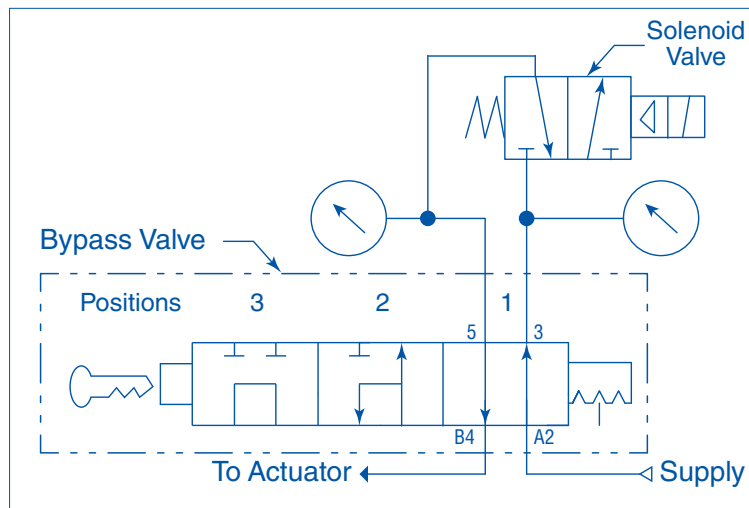 Solenoid
Valve
Bypass Valve
Positions 3 2 1
5 3
B4 A2
To Actuator Supply